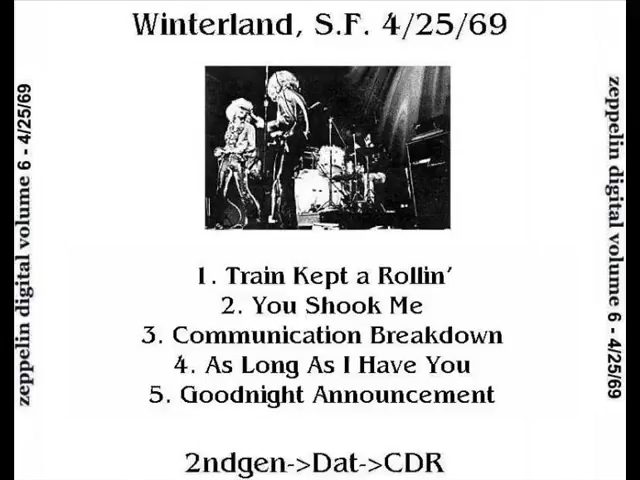 Winterland, S.F. 4/25/69
zeppelin digital volume 6 - 4/25/69
zeppelin digital volume 6 - 4/25/69
1. Train Kept a Rollin'
2. You Shook Me
3. Communication Breakdown
4. As Long As I Have You
5. Goodnight Announcement
2ndgen->Dat->CDR